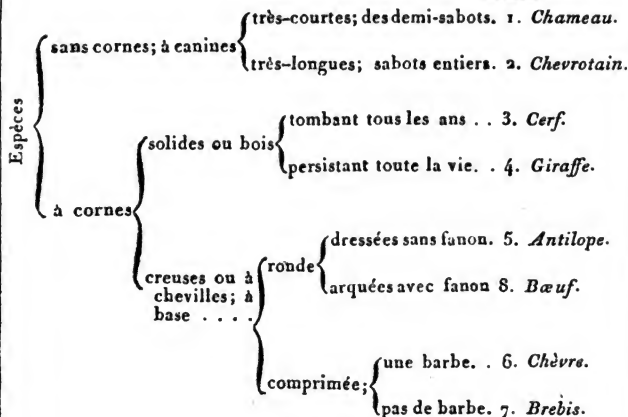 très-courtes; des demi-sabots. 1. Chameau.
sans cornes; à canines
très-longues; sabots entiers. 2. Chevrotain.
Espèces
tombant tous les ans . . 3. Cerf.
solides ou bois
persistant toute la vie. . 4. Giraffe.
à cornes
dressées sans fanon. 5. Antilope.
ronde
creuses ou à
arquées avec fanon 8. Bœuf.
chevilles; à
base . . . .
une barbe. . 6. Chèvre.
comprimée;
pas de barbe. 7. Brebis.